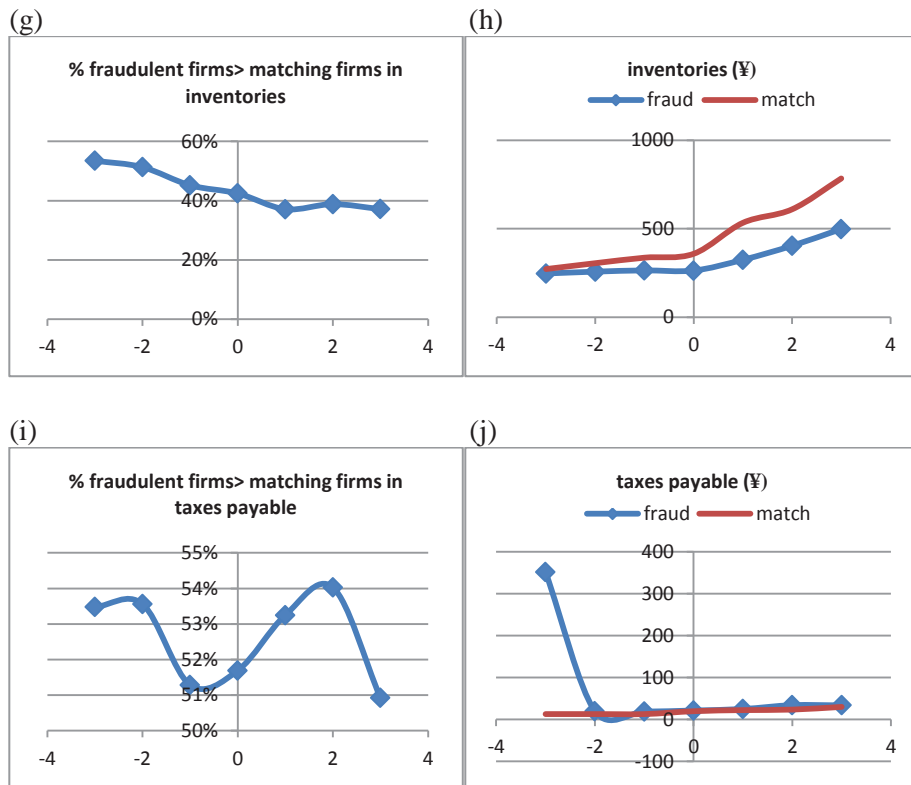 (g)
% fraudulent firms> matching firms in
inventories
60%
40%
20%
0%
-4 -2 0 2 4
(h)
inventories (¥)
fraud match
1000
500
0
-4 -2 0 2 4
(i)
% fraudulent firms> matching firms in
taxes payable
55%
54%
53%
52%
51%
50%
-4 -2 0 2 4
(j)
taxes payable (¥)
fraud match
400
300
200
100
0
-100
-4 -2 0 2 4